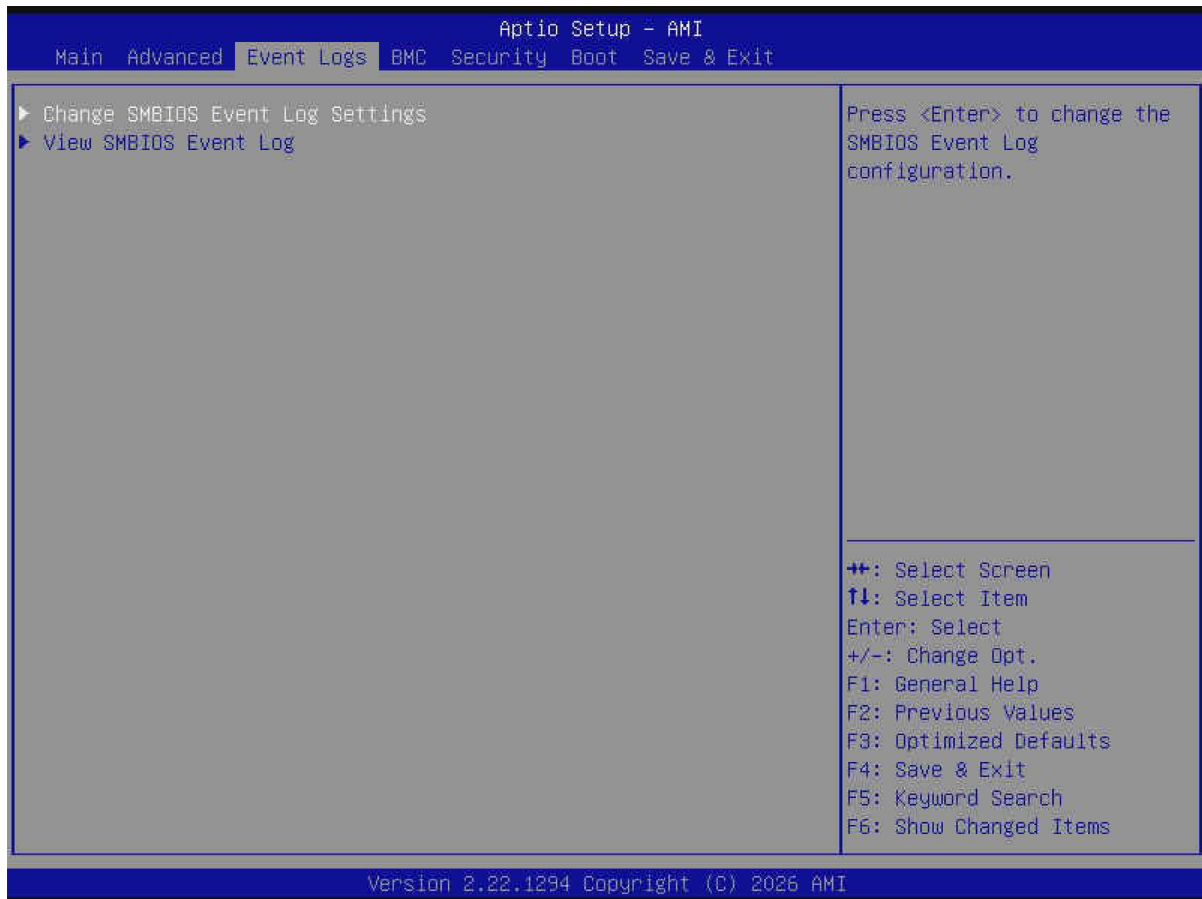 Aptio Setup – AMI
Main Advanced Event Logs BMC Security Boot Save & Exit
▶ Change SMBIOS Event Log Settings
▶ View SMBIOS Event Log
Press <Enter> to change the
SMBIOS Event Log
configuration.
→←: Select Screen
↑↓: Select Item
Enter: Select
+/-: Change Opt.
F1: General Help
F2: Previous Values
F3: Optimized Defaults
F4: Save & Exit
F5: Keyword Search
F6: Show Changed Items
Version 2.22.1294 Copyright (C) 2026 AMI